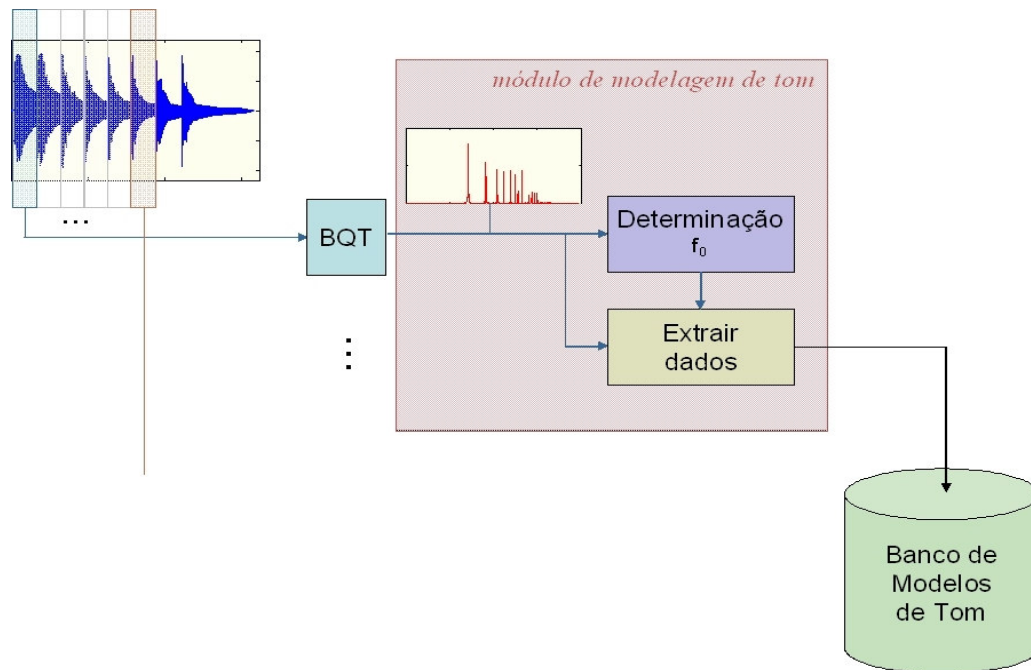 módulo de modelagem de tom
...
BQT
Determinação
f₀
Extrair
dados
Banco de
Modelos
de Tom